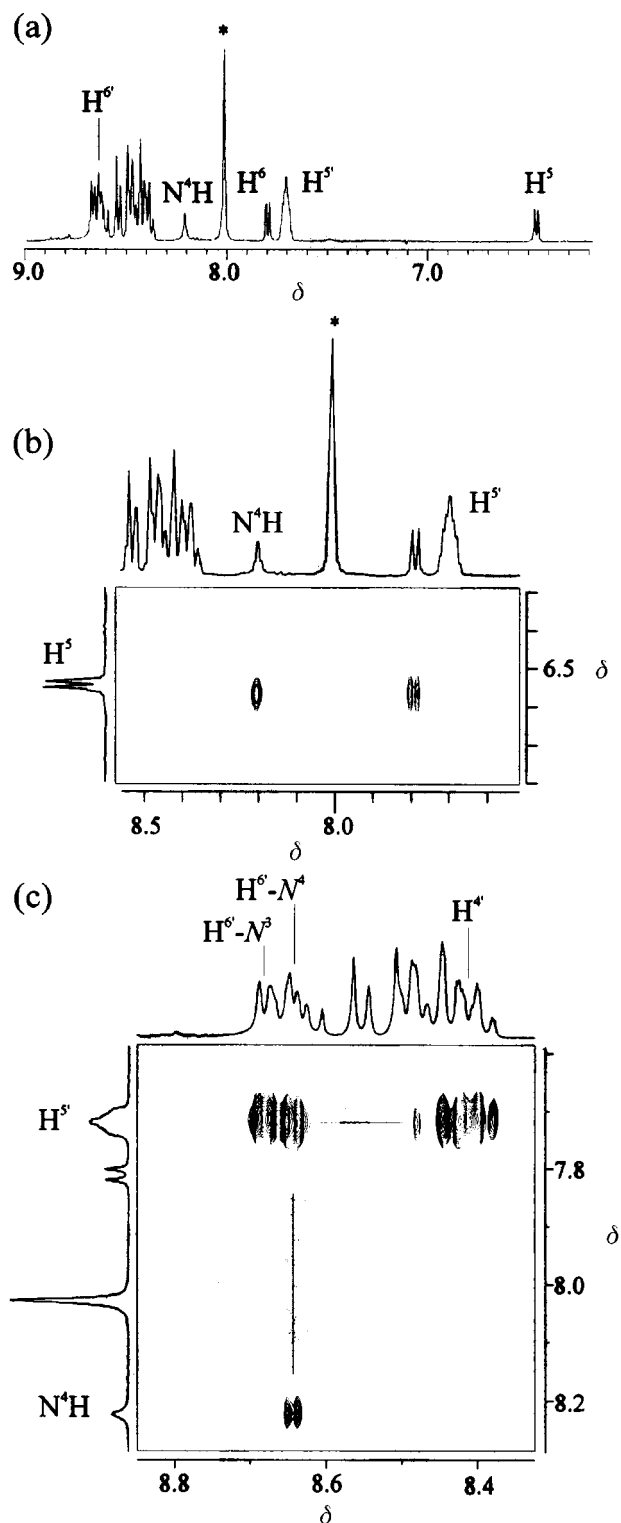 (a)
*
H6'
N4H
H6
H5'
H5
9.0 8.0 7.0
δ
(b)
*
N4H
H5'
H5
6.5 δ
8.5 8.0
δ
(c)
H6'-N4
H6'-N3
H4'
H5'
7.8
δ
8.0
N4H
8.2
8.8 8.6 8.4
δ